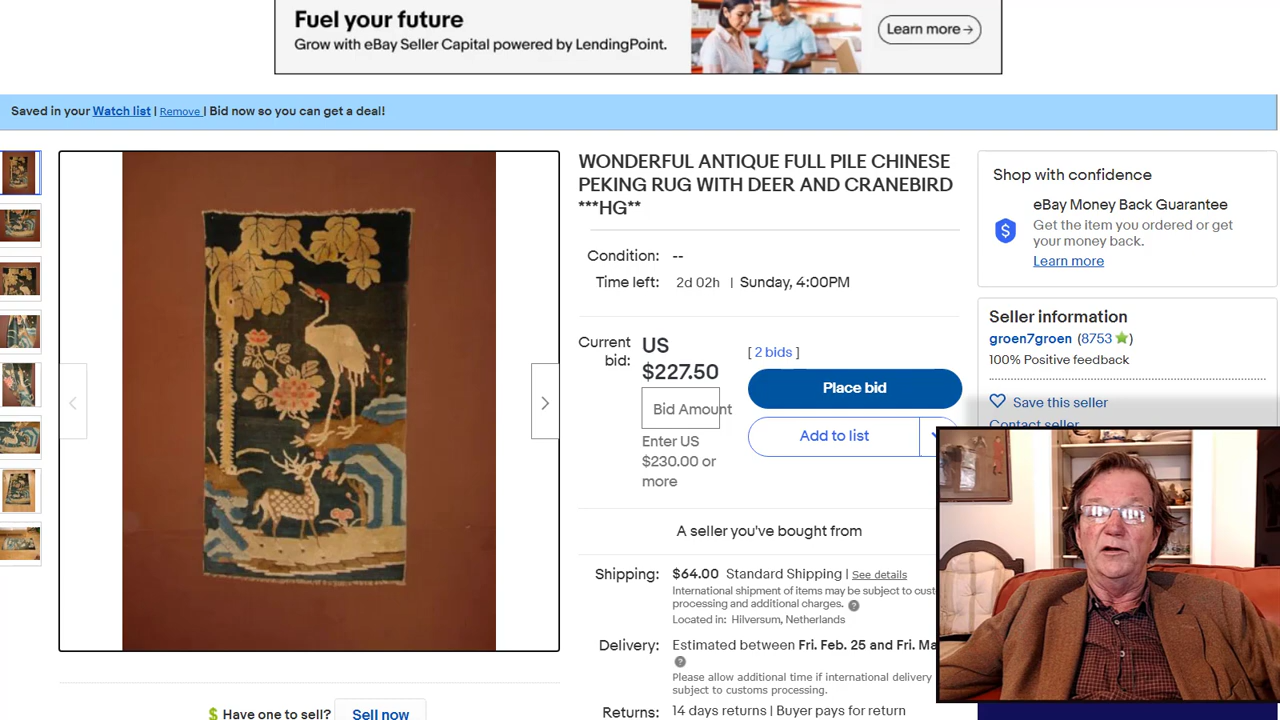 Fuel your future
Grow with eBay Seller Capital powered by LendingPoint.
Learn more→
Saved in your Watch list | Remove | Bid now so you can get a deal!
WONDERFUL ANTIQUE FULL PILE CHINESE
PEKING RUG WITH DEER AND CRANEBIRD
***HG**
Condition: --
Time left: 2d 02h | Sunday, 4:00PM
Current bid:
US $227.50
[ 2 bids ]
Place bid
Bid Amount
Add to list
Enter US
$230.00 or
more
A seller you've bought from
Shipping: $64.00 Standard Shipping | See details
International shipment of items may be subject to cust
processing and additional charges.
Located in: Hilversum, Netherlands
Delivery: Estimated between Fri. Feb. 25 and Fri. Ma
Please allow additional time if international delivery
subject to customs processing.
Returns: 14 days returns | Buyer pays for return
Shop with confidence
eBay Money Back Guarantee
Get the item you ordered or get
your money back.
Learn more
Seller information
groen7groen (8753 )
100% Positive feedback
Save this seller
Contact seller
Have one to sell? Sell now